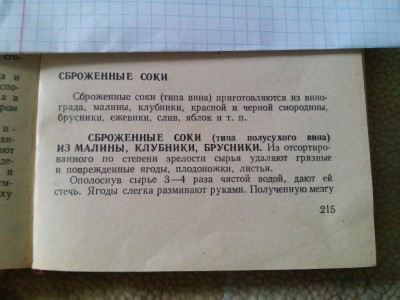 СБРОЖЕННЫЕ СОКИ
Сброженные соки (типа вина) приготовляются из вино-
града, малины, клубники, красной и черной смородины,
брусники, ежевики, слив, яблок и т. п.
СБРОЖЕННЫЕ СОКИ (типа полусухого вина)
ИЗ МАЛИНЫ, КЛУБНИКИ, БРУСНИКИ. Из отсортиро-
ванного по степени зрелости сырья удаляют грязные
и поврежденные ягоды, плодоножки, листья.
Ополоснув сырье 3—4 раза чистой водой, дают ей
стечь. Ягоды слегка разминают руками. Полученную мезгу
215